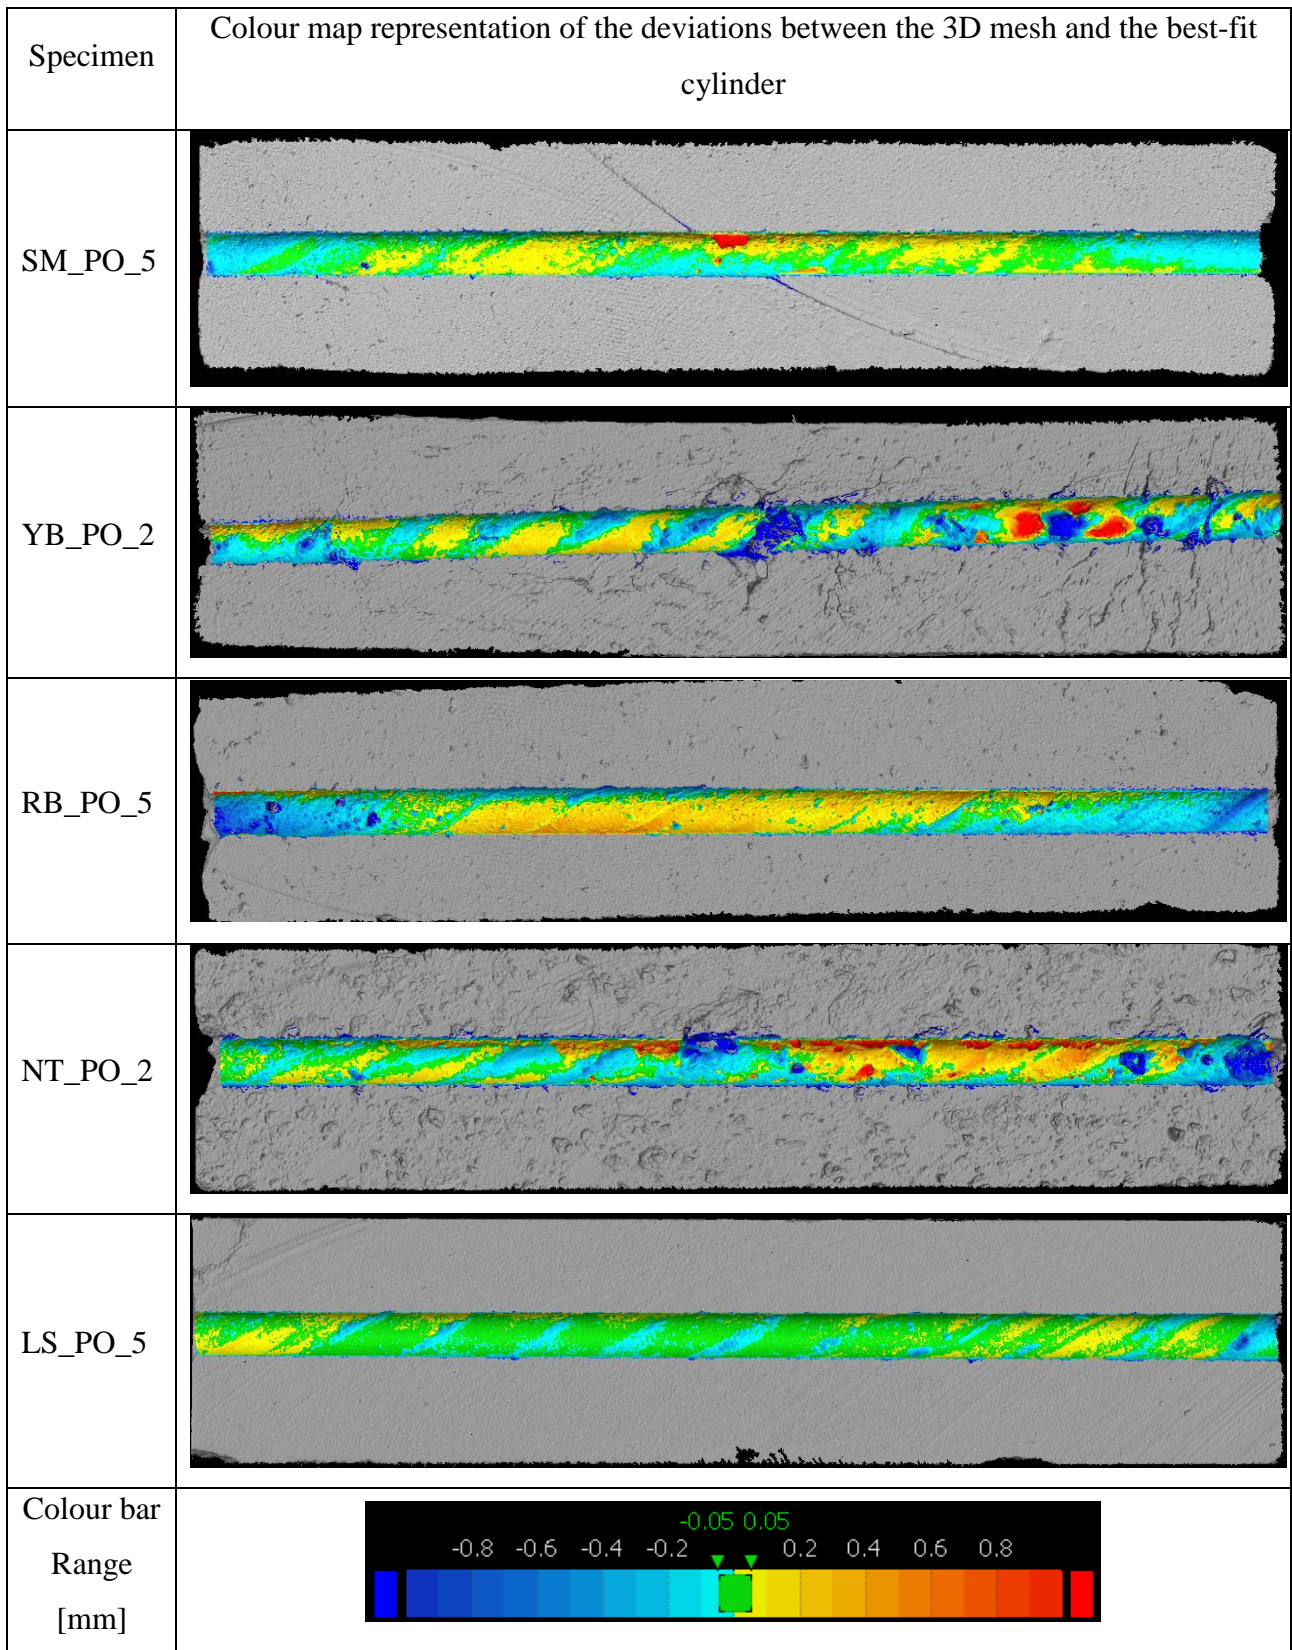 Specimen
Colour map representation of the deviations between the 3D mesh and the best-fit
cylinder
SM_PO_5
YB_PO_2
RB_PO_5
NT_PO_2
LS_PO_5
Colour bar
Range
[mm]
-0.05 0.05
-0.8 -0.6 -0.4 -0.2 0.2 0.4 0.6 0.8